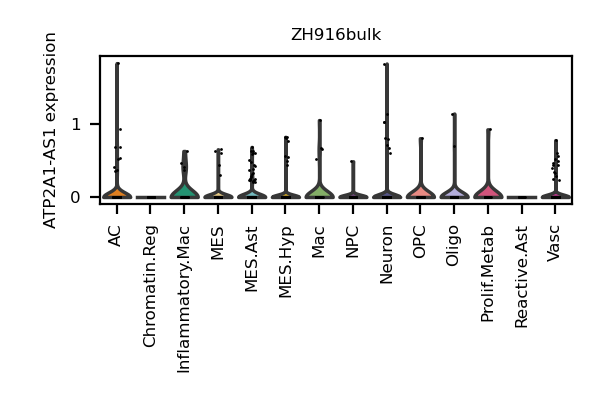 ZH916bulk
ATP2A1-AS1 expression
1
0
AC
Chromatin.Reg
Inflammatory.Mac
MES
MES.Ast
MES.Hyp
Mac
NPC
Neuron
OPC
Oligo
Prolif.Metab
Reactive.Ast
Vasc